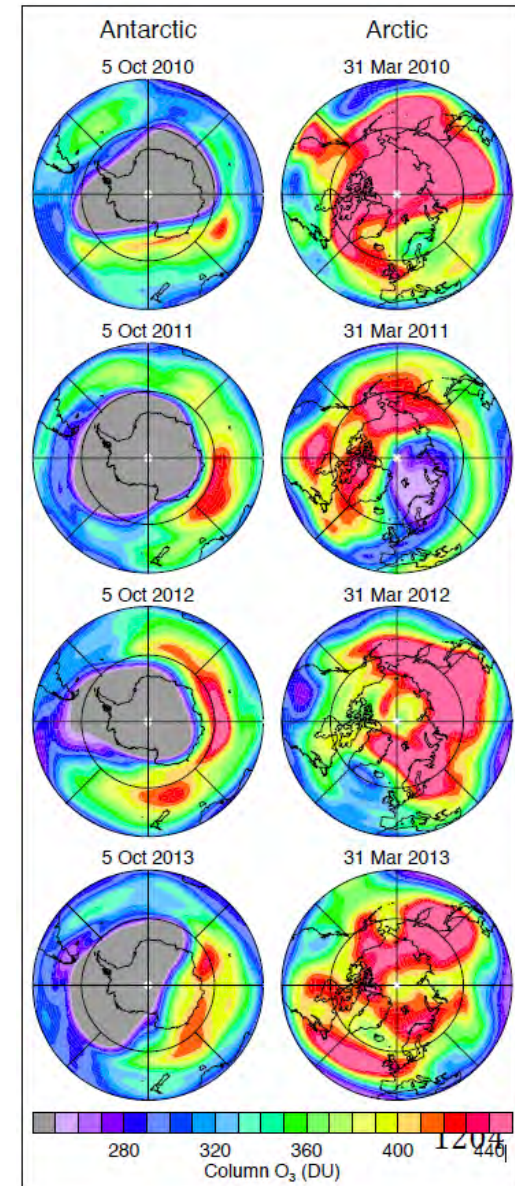 Antarctic Arctic
5 Oct 2010 31 Mar 2010
5 Oct 2011 31 Mar 2011
5 Oct 2012 31 Mar 2012
5 Oct 2013 31 Mar 2013
280 320 360 400 440
1204
Column O₃ (DU)